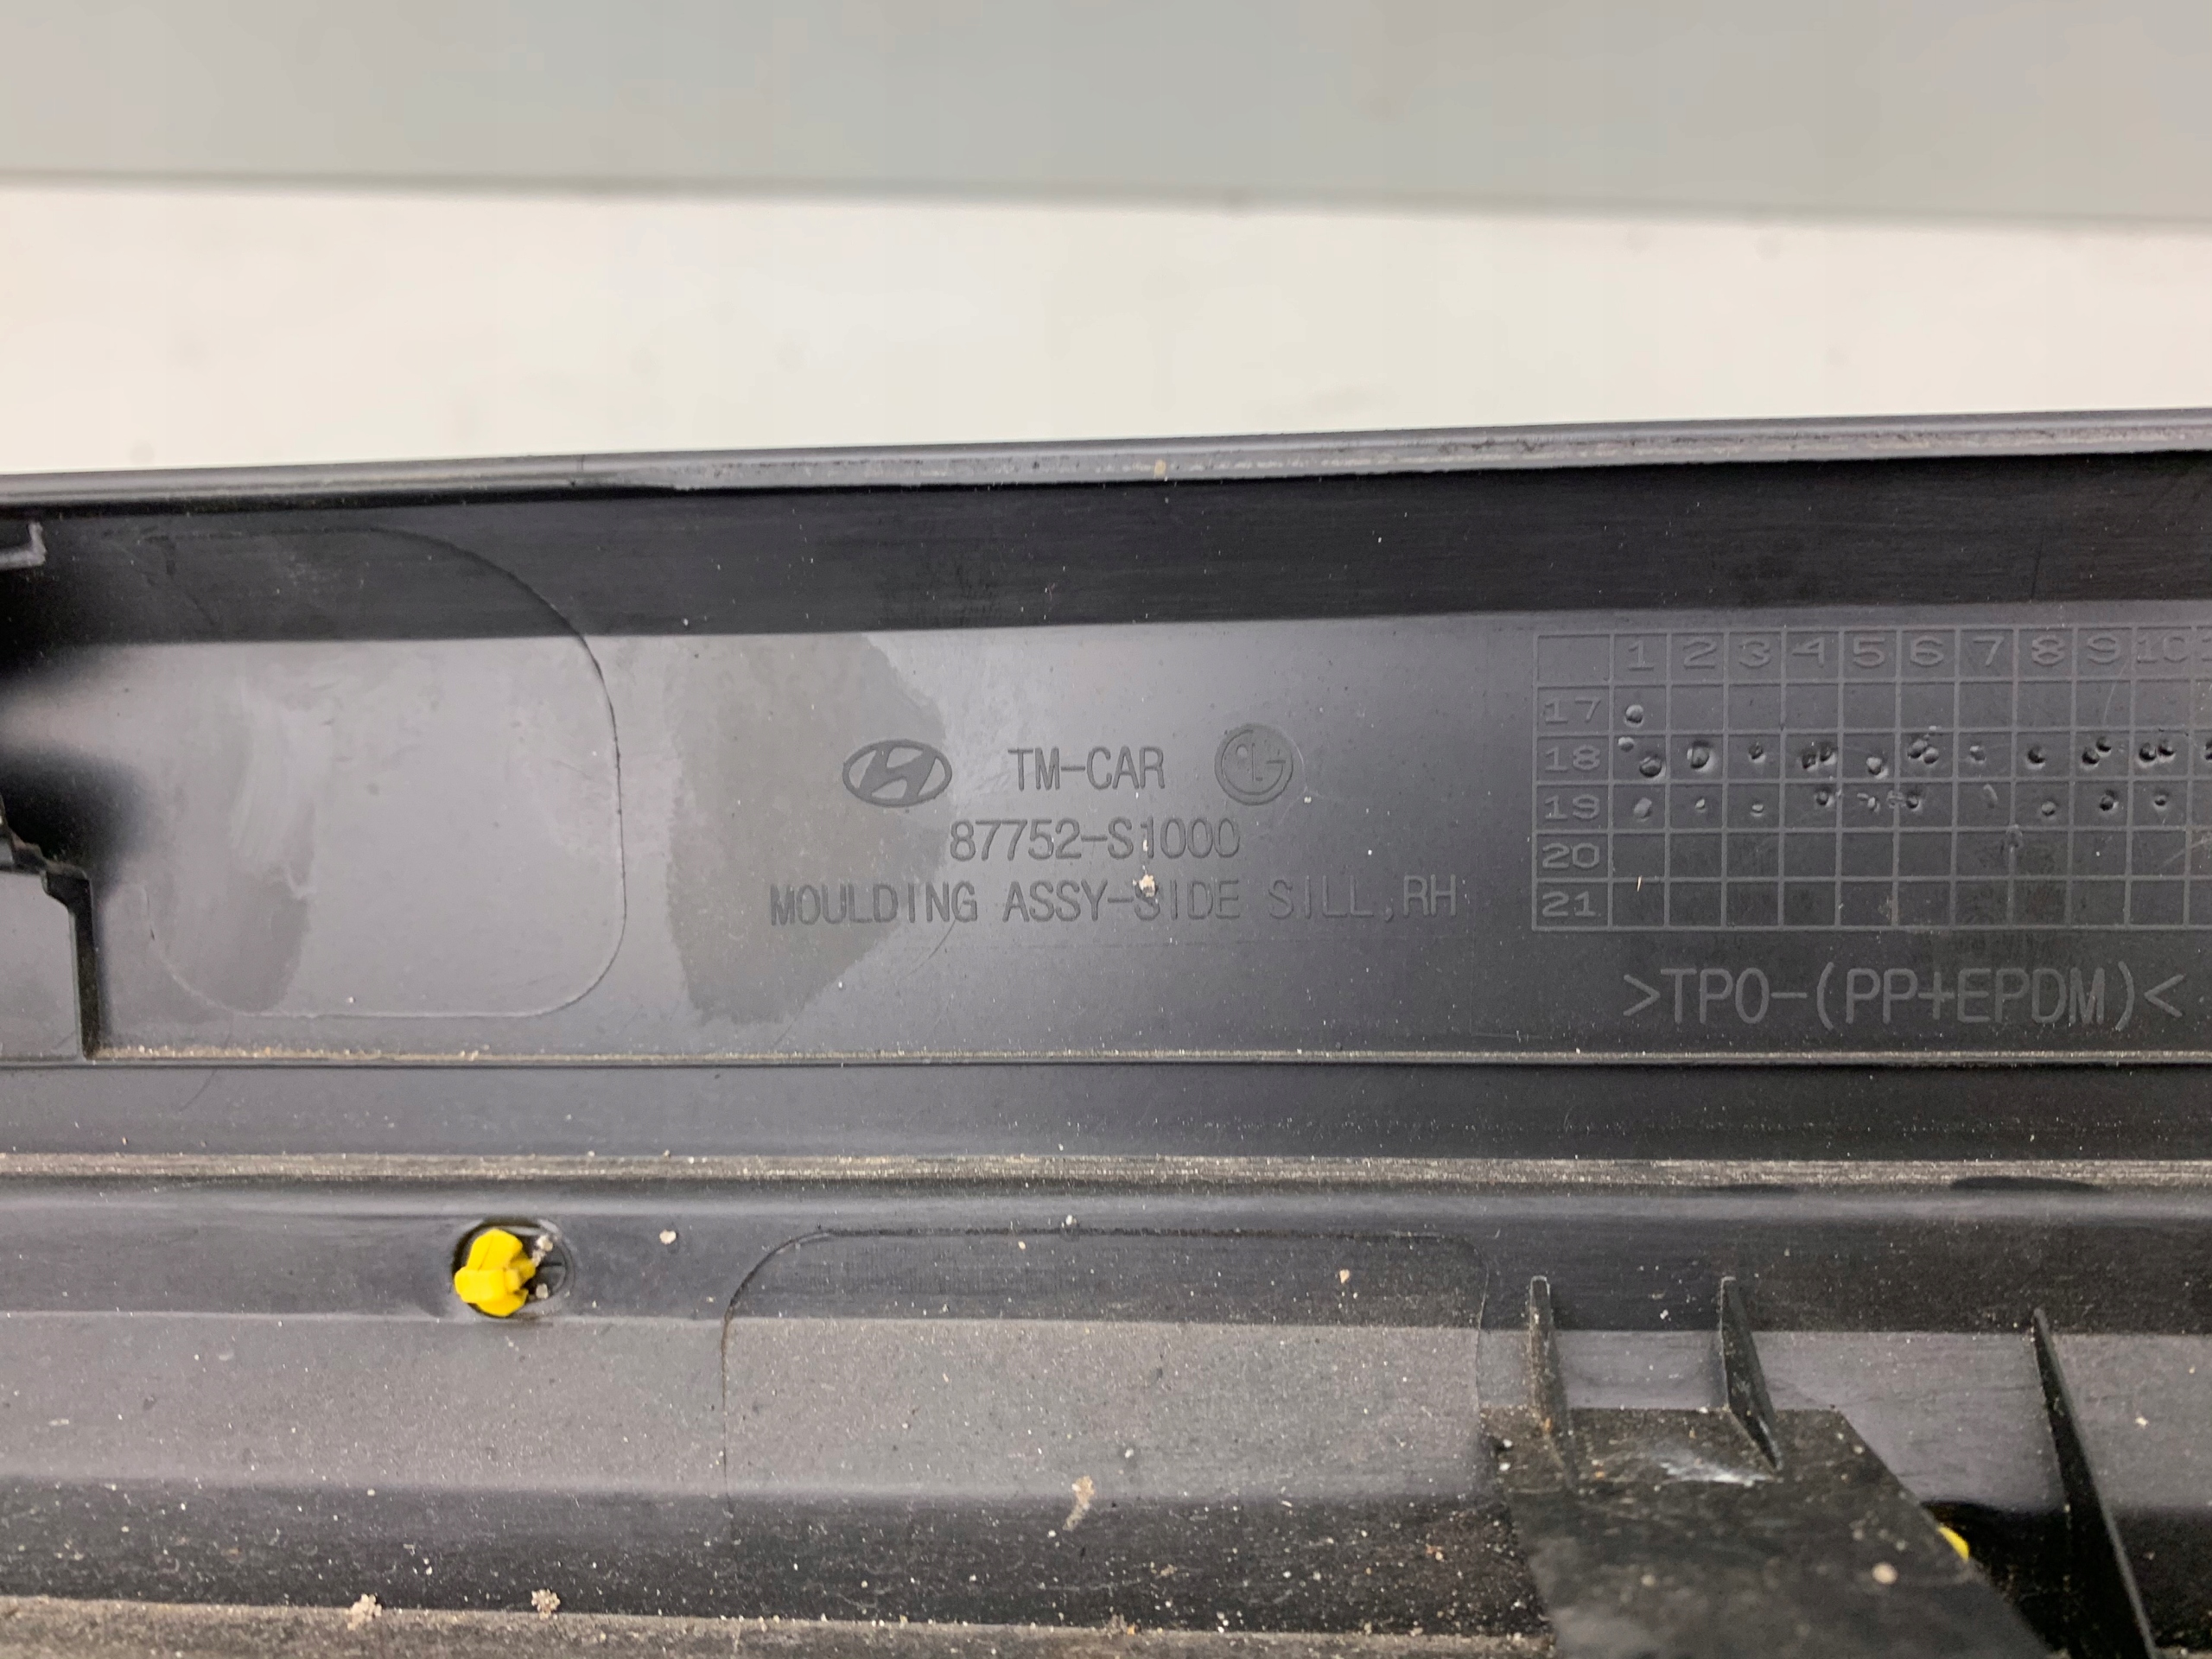 TM-CAR
87752-S1000
MOULDING ASSY-SIDE SILL,RH
1 2 3 4 5 6 7 8 9 10
17
18
19
20
21
>TPO-(PP+EPDM)<